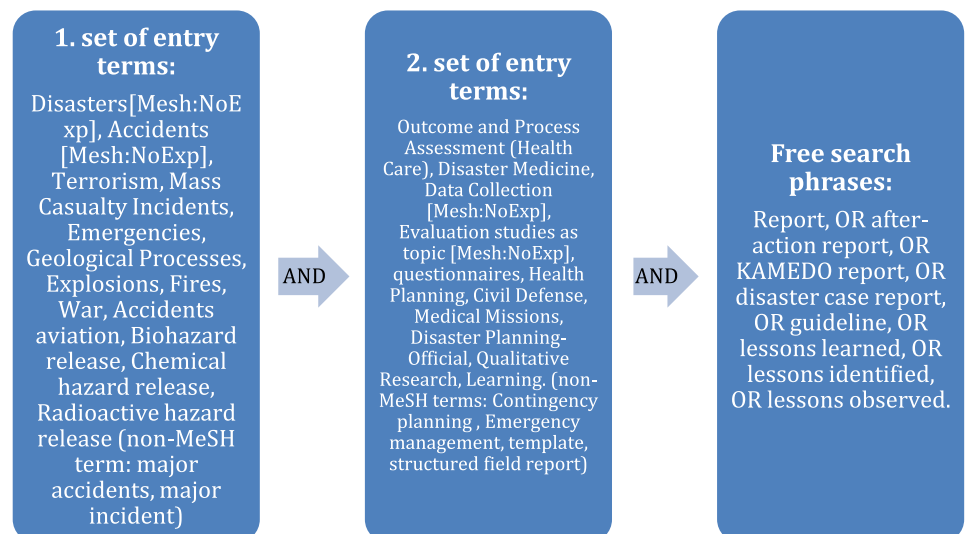 1. set of entry
terms:
Disasters[Mesh:NoE
xp], Accidents
[Mesh:NoExp],
Terrorism, Mass
Casualty Incidents,
Emergencies,
Geological Processes,
Explosions, Fires,
War, Accidents
aviation, Biohazard
release, Chemical
hazard release,
Radioactive hazard
release (non-MeSH
term: major
accidents, major
incident)
AND
2. set of entry
terms:
Outcome and Process
Assessment (Health
Care), Disaster Medicine,
Data Collection
[Mesh:NoExp],
Evaluation studies as
topic [Mesh:NoExp],
questionnaires, Health
Planning, Civil Defense,
Medical Missions,
Disaster Planning-
Official, Qualitative
Research, Learning. (non-
MeSH terms: Contingency
planning , Emergency
management, template,
structured field report)
AND
Free search
phrases:
Report, OR after-
action report, OR
KAMEDO report, OR
disaster case report,
OR guideline, OR
lessons learned, OR
lessons identified,
OR lessons observed.